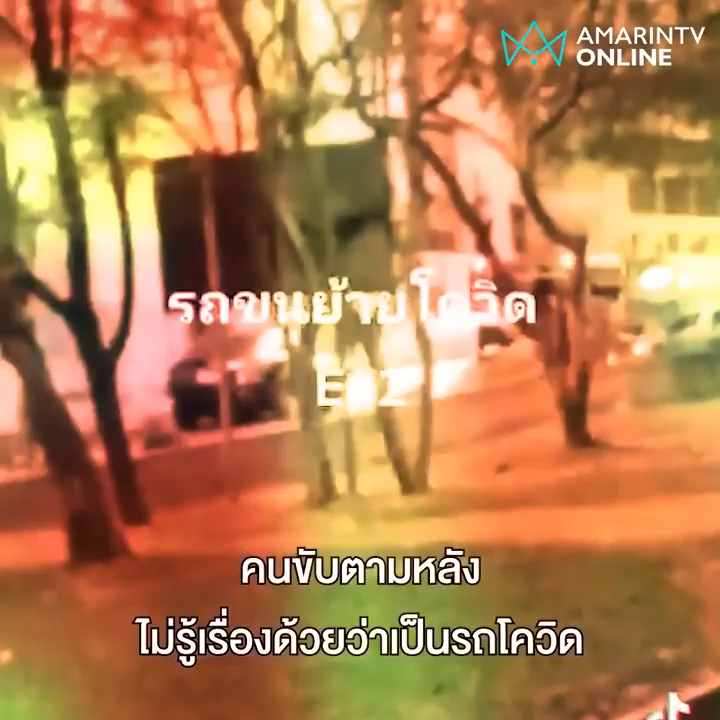 AMARINTV
ONLINE
รถขนย้ายโควิด
คนขับตามหลัง
ไม่รู้เรื่องด้วยว่าเป็นรถโควิด